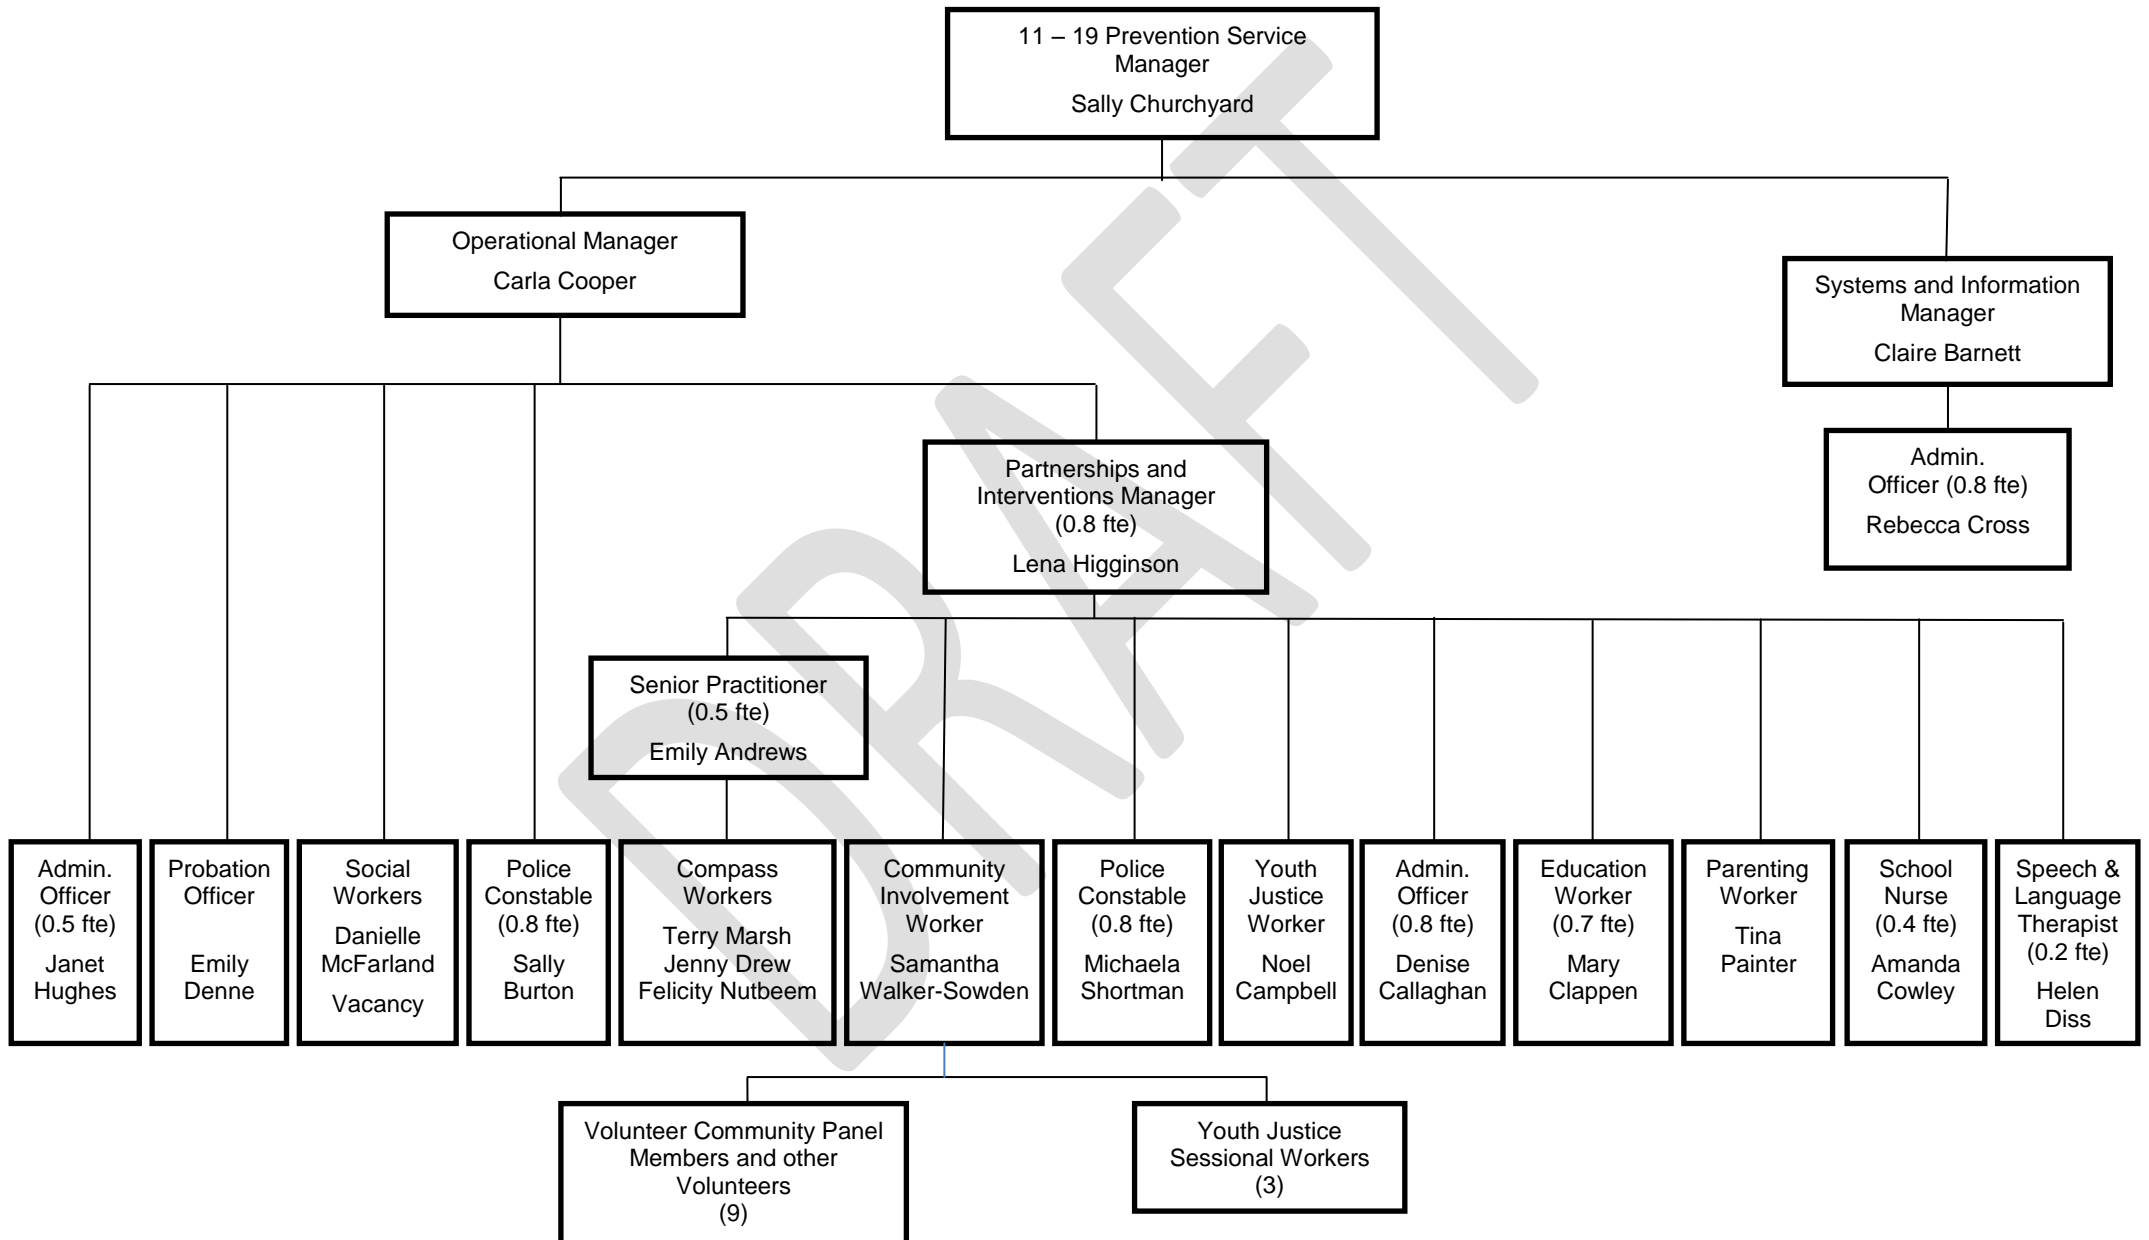 11 – 19 Prevention Service
Manager
Sally Churchyard
Operational Manager
Carla Cooper
Systems and Information
Manager
Claire Barnett
Admin.
Officer (0.8 fte)
Rebecca Cross
Partnerships and
Interventions Manager
(0.8 fte)
Lena Higginson
Senior Practitioner
(0.5 fte)
Emily Andrews
Admin.
Officer
(0.5 fte)
Janet
Hughes
Probation
Officer
Emily
Denne
Social
Workers
Danielle
McFarland
Vacancy
Police
Constable
(0.8 fte)
Sally
Burton
Compass
Workers
Terry Marsh
Jenny Drew
Felicity Nutbeem
Community
Involvement
Worker
Samantha
Walker-Sowden
Police
Constable
(0.8 fte)
Michaela
Shortman
Youth
Justice
Worker
Noel
Campbell
Admin.
Officer
(0.8 fte)
Denise
Callaghan
Education
Worker
(0.7 fte)
Mary
Clappen
Parenting
Worker
Tina
Painter
School
Nurse
(0.4 fte)
Amanda
Cowley
Speech &
Language
Therapist
(0.2 fte)
Helen
Diss
Volunteer Community Panel
Members and other
Volunteers
(9)
Youth Justice
Sessional Workers
(3)
DRAFT